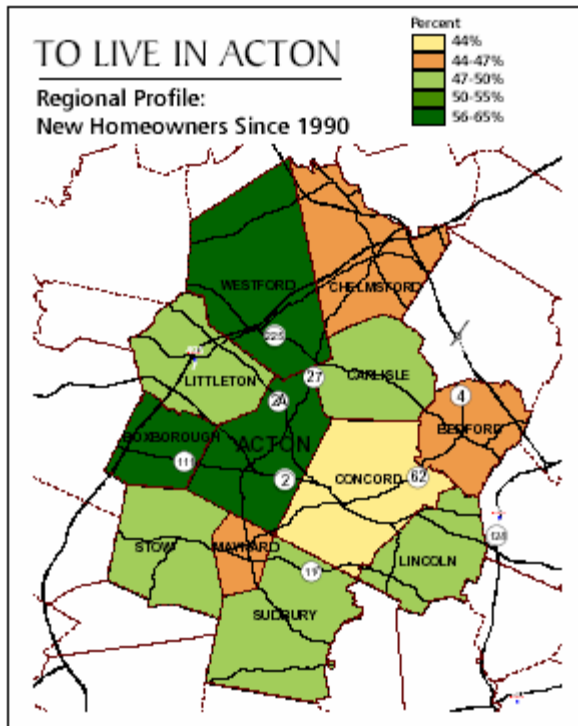 TO LIVE IN ACTON
Regional Profile:
New Homeowners Since 1990
Percent
44%
44-47%
47-50%
50-55%
56-65%
WESTFORD
CHELMSFORD
225
LITTLETON
27
CARLISLE
2A
4
BEDFORD
BOXBOROUGH
ACTON
111
2
CONCORD
62
STOW
MAYNARD
LINCOLN
128
SUDBURY